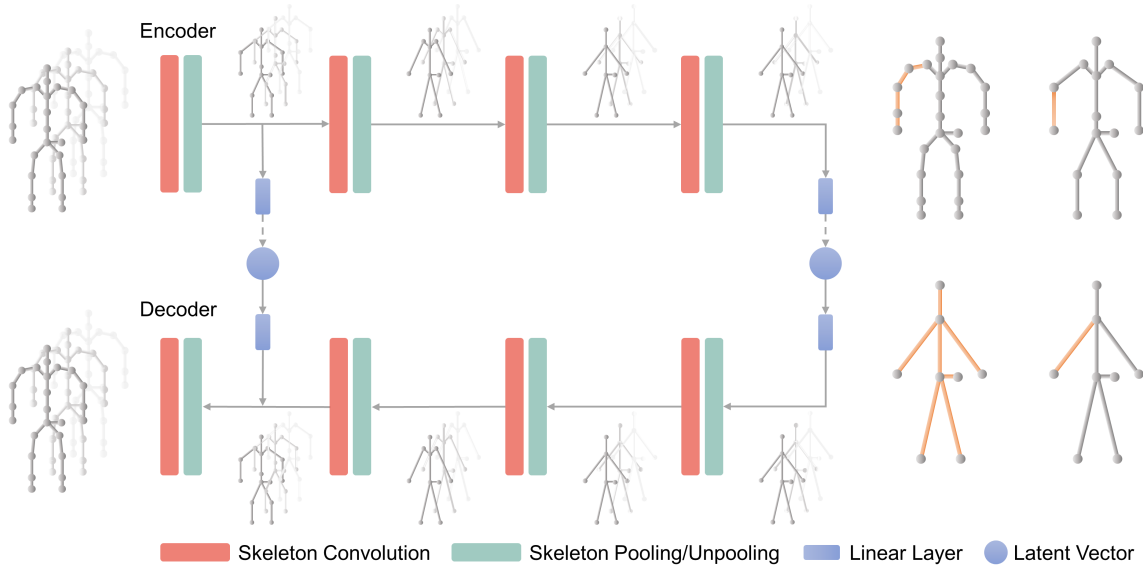 Encoder
Decoder
Skeleton Convolution
Skeleton Pooling/Unpooling
Linear Layer
Latent Vector